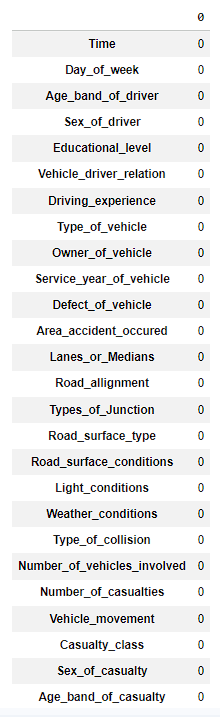 0
Time 0
Day_of_week 0
Age_band_of_driver 0
Sex_of_driver 0
Educational_level 0
Vehicle_driver_relation 0
Driving_experience 0
Type_of_vehicle 0
Owner_of_vehicle 0
Service_year_of_vehicle 0
Defect_of_vehicle 0
Area_accident_occured 0
Lanes_or_Medians 0
Road_allignment 0
Types_of_Junction 0
Road_surface_type 0
Road_surface_conditions 0
Light_conditions 0
Weather_conditions 0
Type_of_collision 0
Number_of_vehicles_involved 0
Number_of_casualties 0
Vehicle_movement 0
Casualty_class 0
Sex_of_casualty 0
Age_band_of_casualty 0